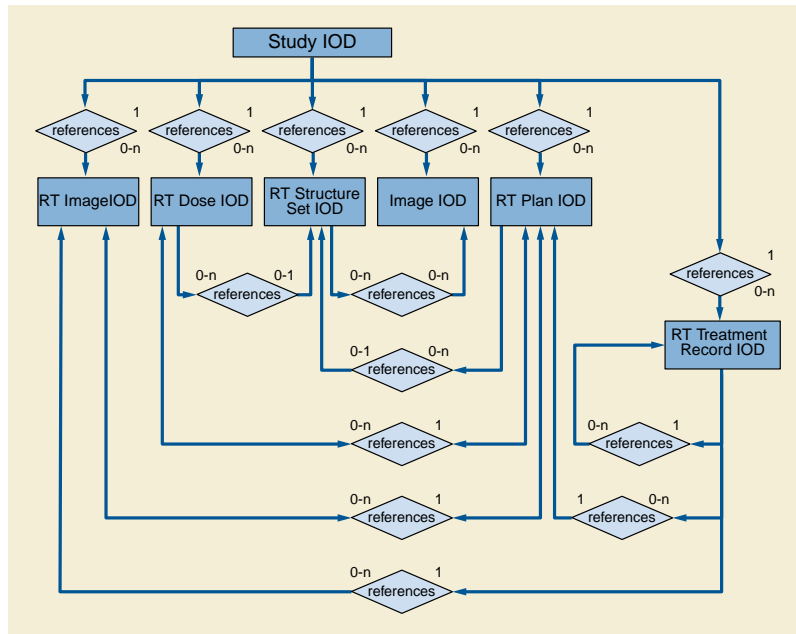 Study IOD
1
1
1
1
1
references
references
references
references
references
0-n
0-n
0-n
0-n
0-n
RT ImageIOD
RT Dose IOD
RT Structure
Set IOD
Image IOD
RT Plan IOD
1
references
0-n
0-n
0-1
references
0-n
0-n
references
RT Treatment
Record IOD
0-1
0-n
references
0-n
1
references
0-n
1
references
0-n
1
references
1
0-n
references
0-n
1
references